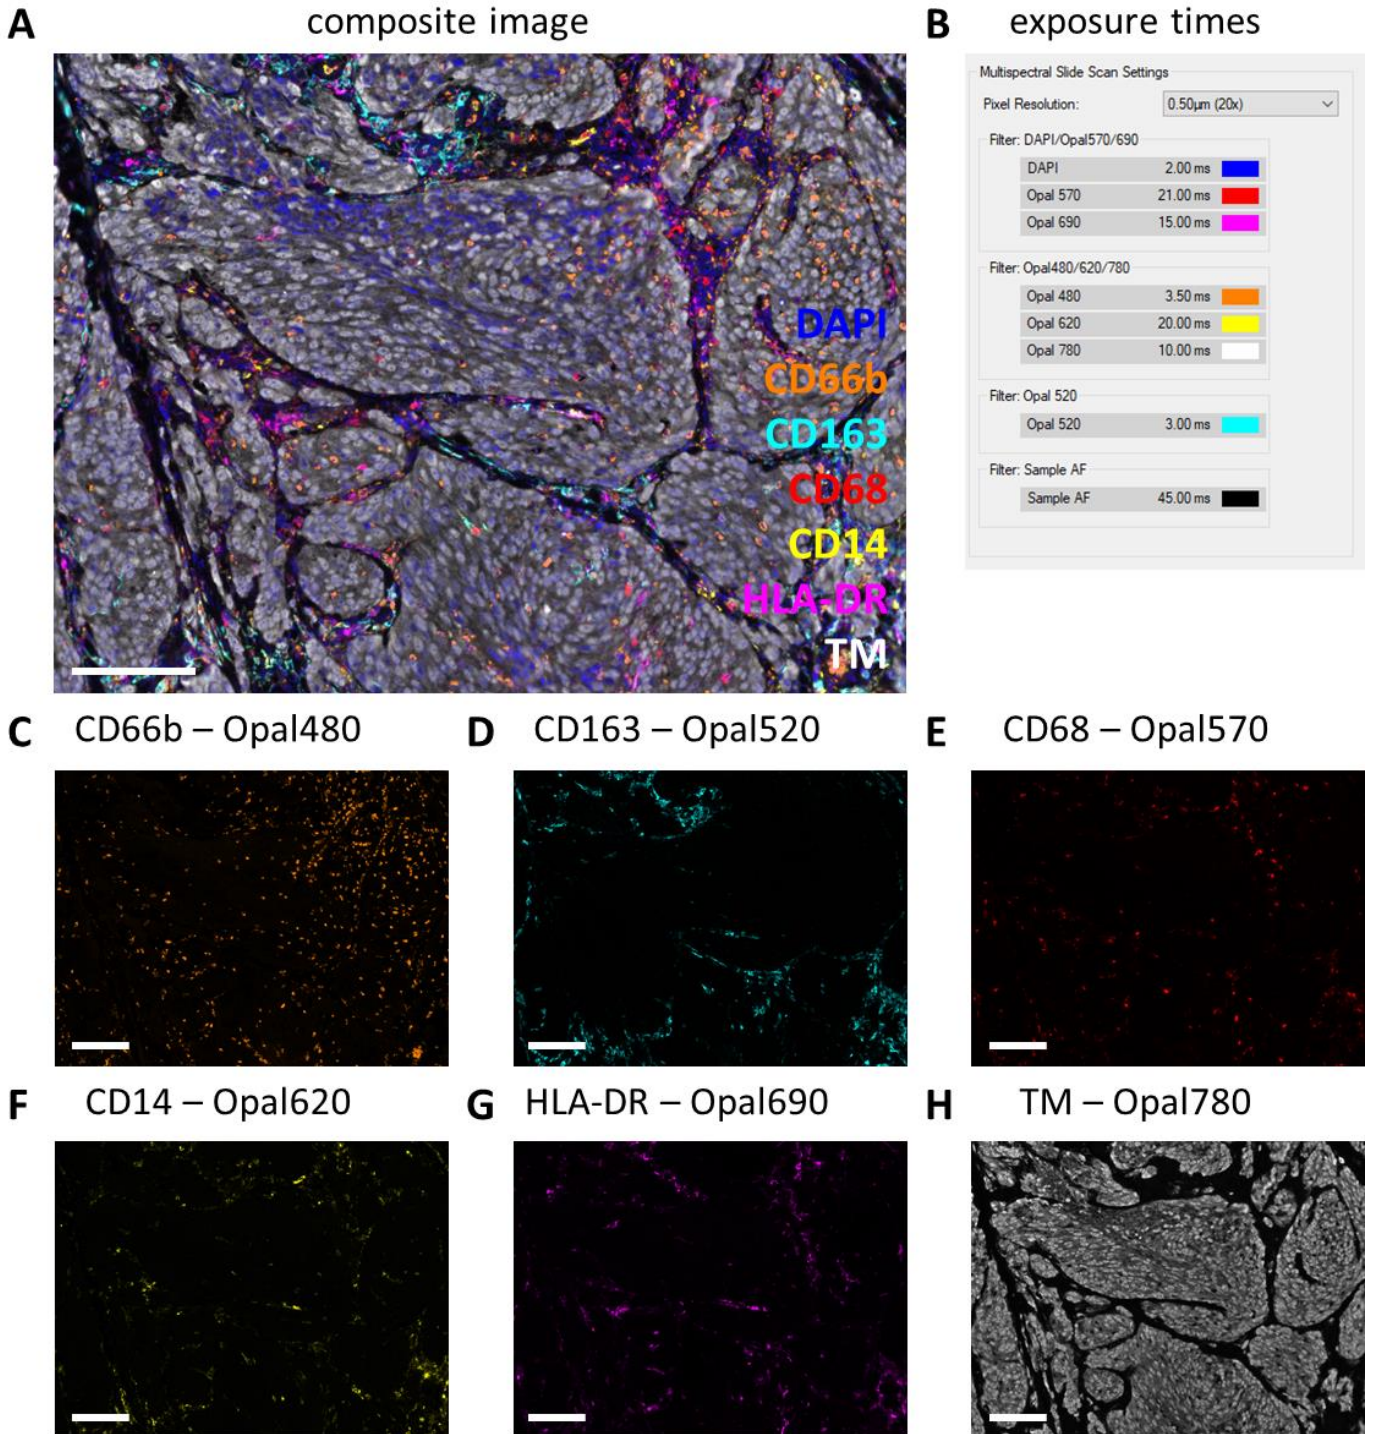 A composite image
B exposure times
Multispectral Slide Scan Settings
Pixel Resolution: 0.50µm (20x)
Filter: DAPI/Opal570/690
DAPI 2.00 ms
Opal 570 21.00 ms
Opal 690 15.00 ms
Filter: Opal480/620/780
Opal 480 3.50 ms
Opal 620 20.00 ms
Opal 780 10.00 ms
Filter: Opal 520
Opal 520 3.00 ms
Filter: Sample AF
Sample AF 45.00 ms
DAPI
CD66b
CD163
CD68
CD14
HLA-DR
TM
C CD66b – Opal480
D CD163 – Opal520
E CD68 – Opal570
F CD14 – Opal620
G HLA-DR – Opal690
H TM – Opal780